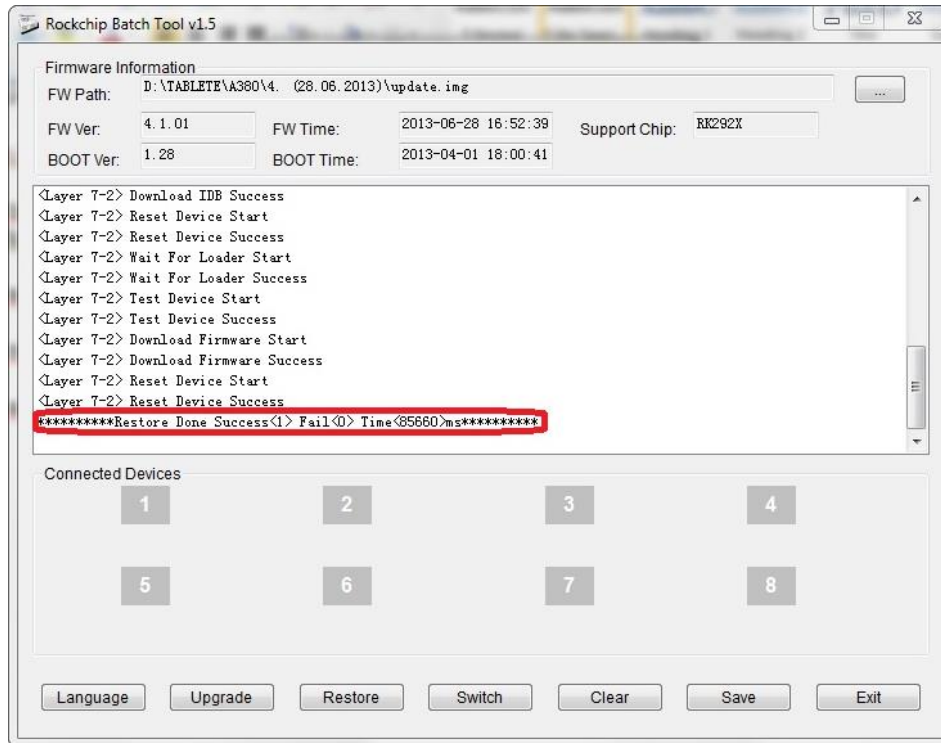 Rockchip Batch Tool v1.5
Firmware Information
FW Path: D:\TABLETE\A380\4. (28.06.2013)\update.img ...
FW Ver: 4.1.01 FW Time: 2013-06-28 16:52:39 Support Chip: RK292X
BOOT Ver: 1.28 BOOT Time: 2013-04-01 18:00:41
<Layer 7-2> Download IDB Success
<Layer 7-2> Reset Device Start
<Layer 7-2> Reset Device Success
<Layer 7-2> Wait For Loader Start
<Layer 7-2> Wait For Loader Success
<Layer 7-2> Test Device Start
<Layer 7-2> Test Device Success
<Layer 7-2> Download Firmware Start
<Layer 7-2> Download Firmware Success
<Layer 7-2> Reset Device Start
<Layer 7-2> Reset Device Success
**********Restore Done Success<1> Fail<0> Time<85660>ms**********
Connected Devices
1 2 3 4
5 6 7 8
Language Upgrade Restore Switch Clear Save Exit